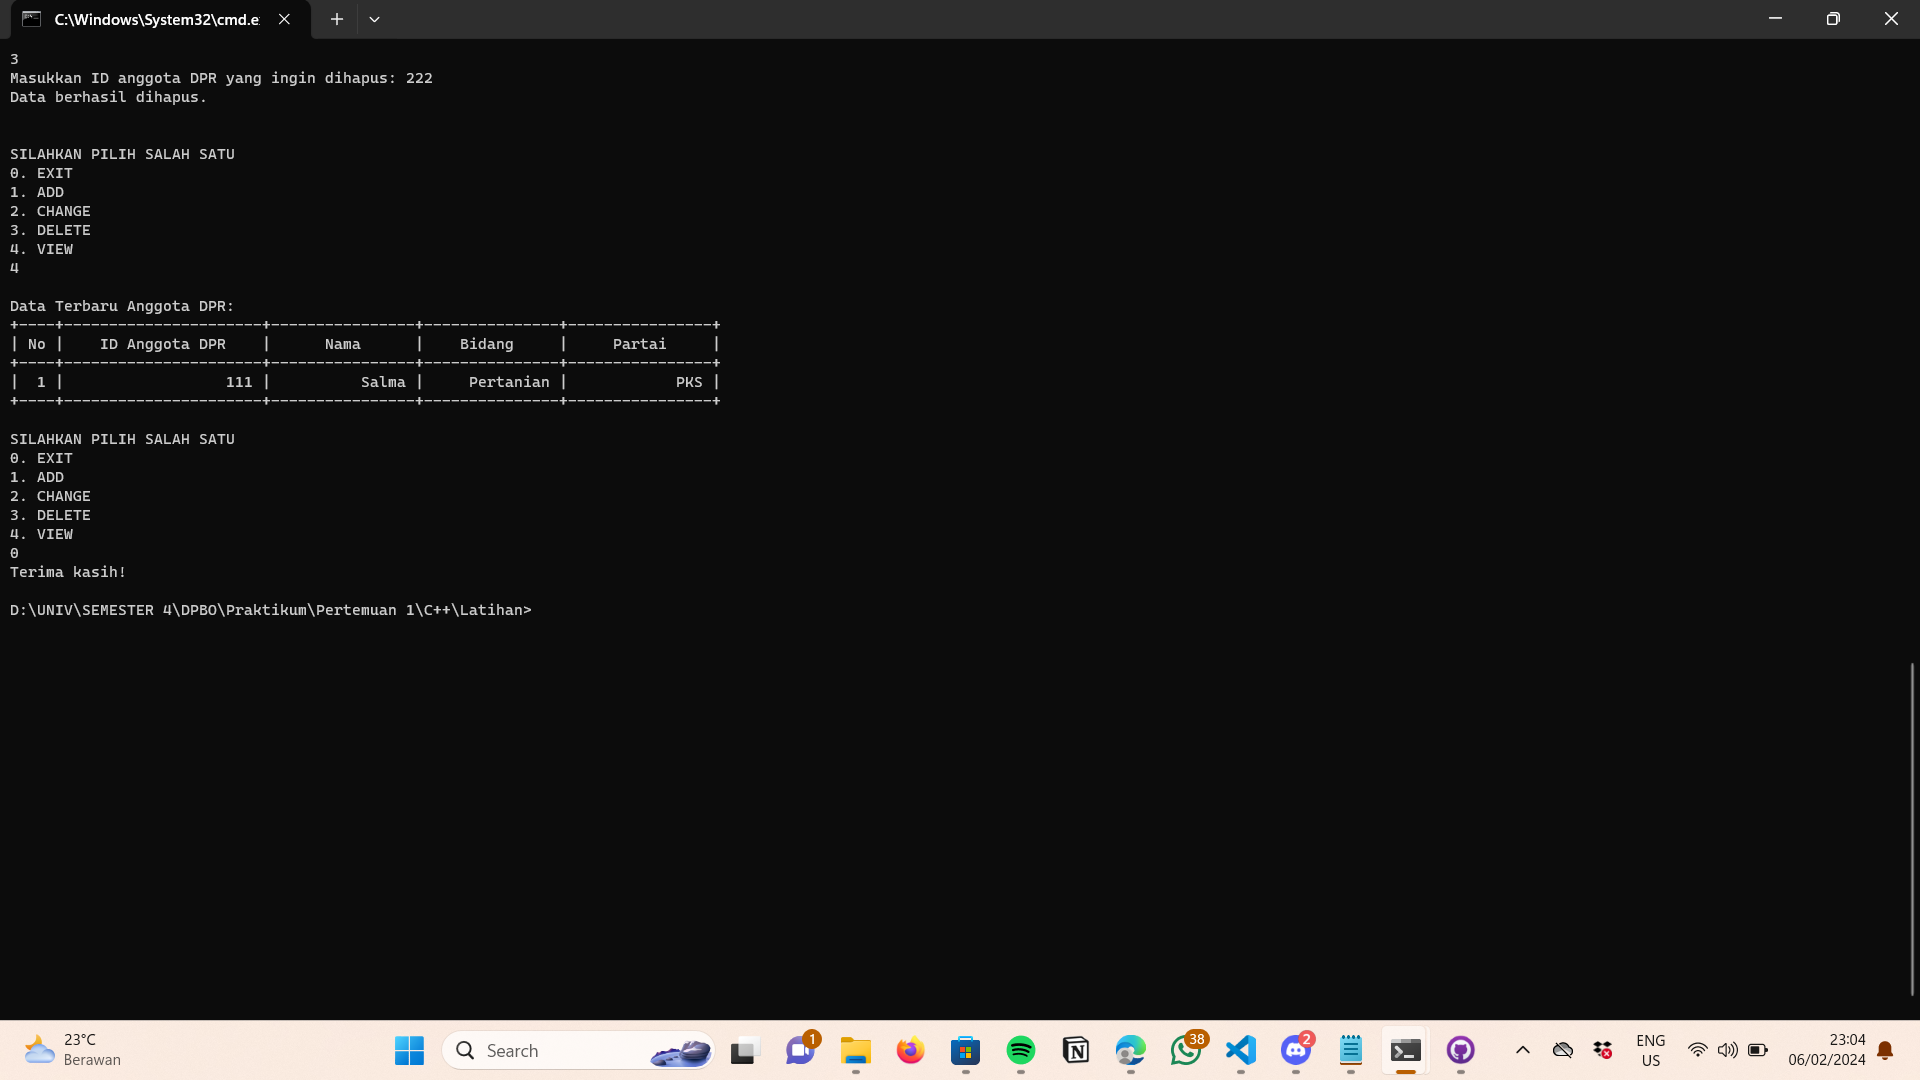 C:\Windows\System32\cmd.e
3
Masukkan ID anggota DPR yang ingin dihapus: 222
Data berhasil dihapus.
SILAHKAN PILIH SALAH SATU
0. EXIT
1. ADD
2. CHANGE
3. DELETE
4. VIEW
4
Data Terbaru Anggota DPR:
+----+----------------------+----------------+---------------+----------------+
| No |    ID Anggota DPR    |      Nama      |    Bidang     |     Partai     |
+----+----------------------+----------------+---------------+----------------+
|  1 |                  111 |          Salma |     Pertanian |            PKS |
+----+----------------------+----------------+---------------+----------------+
SILAHKAN PILIH SALAH SATU
0. EXIT
1. ADD
2. CHANGE
3. DELETE
4. VIEW
0
Terima kasih!
D:\UNIV\SEMESTER 4\DPBO\Praktikum\Pertemuan 1\C++\Latihan>
23°C
Berawan
Search
1
38
2
ENG
US
23:04
06/02/2024